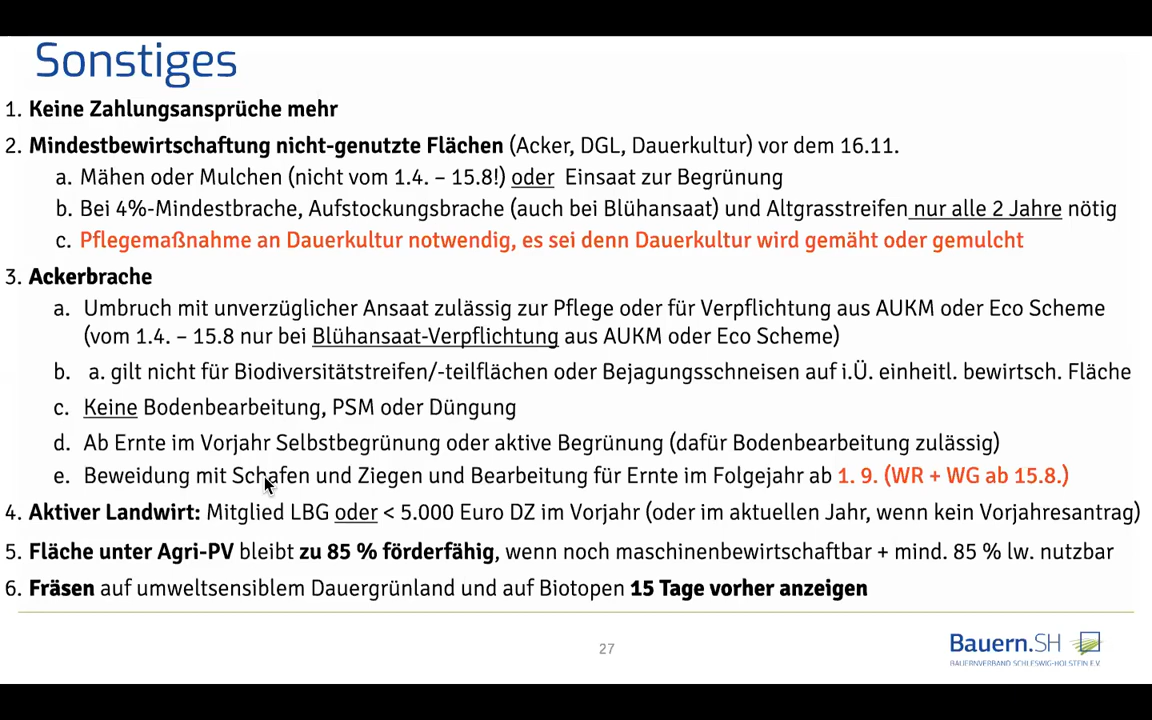 Sonstiges
1. Keine Zahlungsansprüche mehr
2. Mindestbewirtschaftung nicht-genutzte Flächen (Acker, DGL, Dauerkultur) vor dem 16.11.
a. Mähen oder Mulchen (nicht vom 1.4. – 15.8!) oder Einsaat zur Begrünung
b. Bei 4%-Mindestbrache, Aufstockungsbrache (auch bei Blühansaat) und Altgrasstreifen nur alle 2 Jahre nötig
c. Pflegemaßnahme an Dauerkultur notwendig, es sei denn Dauerkultur wird gemäht oder gemulcht
3. Ackerbrache
a. Umbruch mit unverzüglicher Ansaat zulässig zur Pflege oder für Verpflichtung aus AUKM oder Eco Scheme
(vom 1.4. – 15.8 nur bei Blühansaat-Verpflichtung aus AUKM oder Eco Scheme)
b. a. gilt nicht für Biodiversitätstreifen/-teilflächen oder Bejagungsschneisen auf i.Ü. einheitl. bewirtsch. Fläche
c. Keine Bodenbearbeitung, PSM oder Düngung
d. Ab Ernte im Vorjahr Selbstbegrünung oder aktive Begrünung (dafür Bodenbearbeitung zulässig)
e. Beweidung mit Schafen und Ziegen und Bearbeitung für Ernte im Folgejahr ab 1. 9. (WR + WG ab 15.8.)
4. Aktiver Landwirt: Mitglied LBG oder < 5.000 Euro DZ im Vorjahr (oder im aktuellen Jahr, wenn kein Vorjahresantrag)
5. Fläche unter Agri-PV bleibt zu 85 % förderfähig, wenn noch maschinenbewirtschaftbar + mind. 85 % lw. nutzbar
6. Fräsen auf umweltsensiblem Dauergrünland und auf Biotopen 15 Tage vorher anzeigen
27
Bauern.SH
BAUERNVERBAND SCHLESWIG-HOLSTEIN E.V.